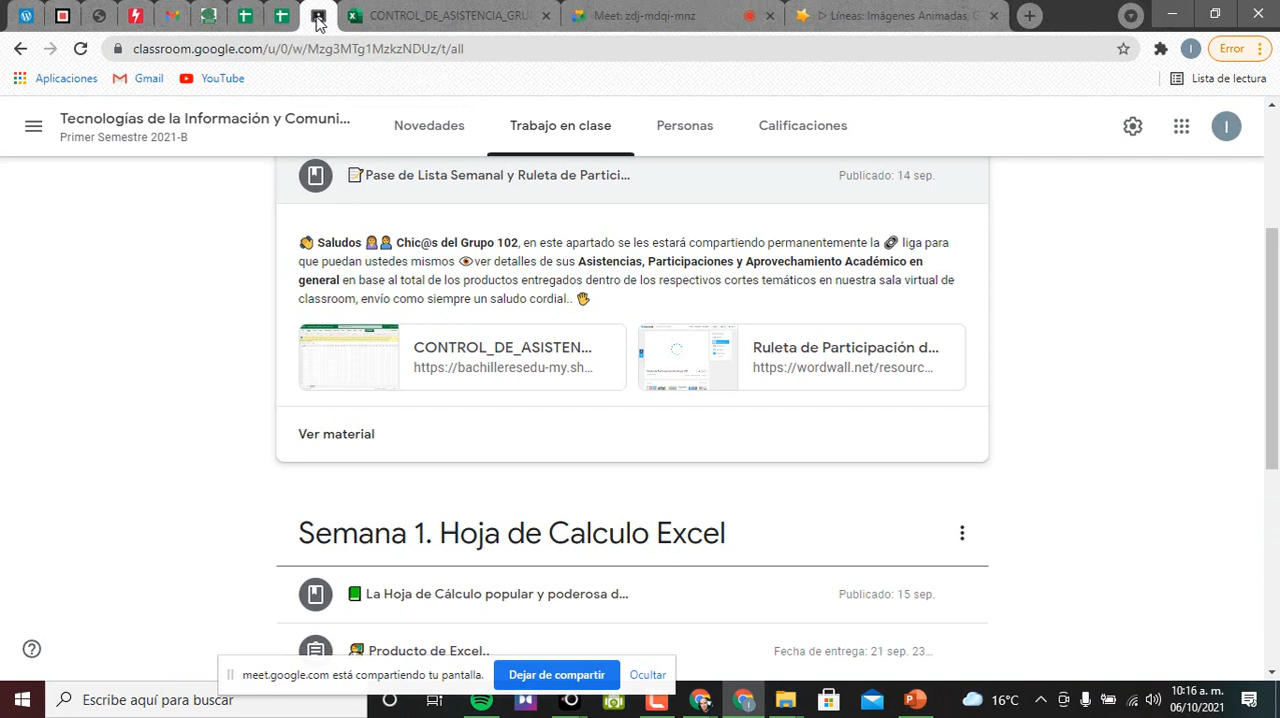 CONTROL_DE_ASISTENCIA_GRU
Meet: zdj-mdqi-mnz
▷ Líneas: Imágenes Animadas, G
classroom.google.com/u/0/w/Mzg3MTg1MzkzNDUz/t/all
Error
Aplicaciones
Gmail
YouTube
Lista de lectura
Tecnologías de la Información y Comuni...
Primer Semestre 2021-B
Novedades
Trabajo en clase
Personas
Calificaciones
I
📝Pase de Lista Semanal y Ruleta de Partici...
Publicado: 14 sep.
👏 Saludos 🙋‍♀️🙋‍♂️ Chic@s del Grupo 102, en este apartado se les estará compartiendo permanentemente la 🔗 liga para
que puedan ustedes mismos 👁ver detalles de sus Asistencias, Participaciones y Aprovechamiento Académico en
general en base al total de los productos entregados dentro de los respectivos cortes temáticos en nuestra sala virtual de
classroom, envío como siempre un saludo cordial.. 🖐
CONTROL_DE_ASISTEN...
https://bachilleresedu-my.sh...
Ruleta de Participación d...
https://wordwall.net/resourc...
Ver material
Semana 1. Hoja de Calculo Excel
📗 La Hoja de Cálculo popular y poderosa d...
Publicado: 15 sep.
Producto de Excel..
Fecha de entrega: 21 sep. 23...
meet.google.com está compartiendo tu pantalla.
Dejar de compartir
Ocultar
Escribe aquí para buscar
16°C
10:16 a. m.
06/10/2021